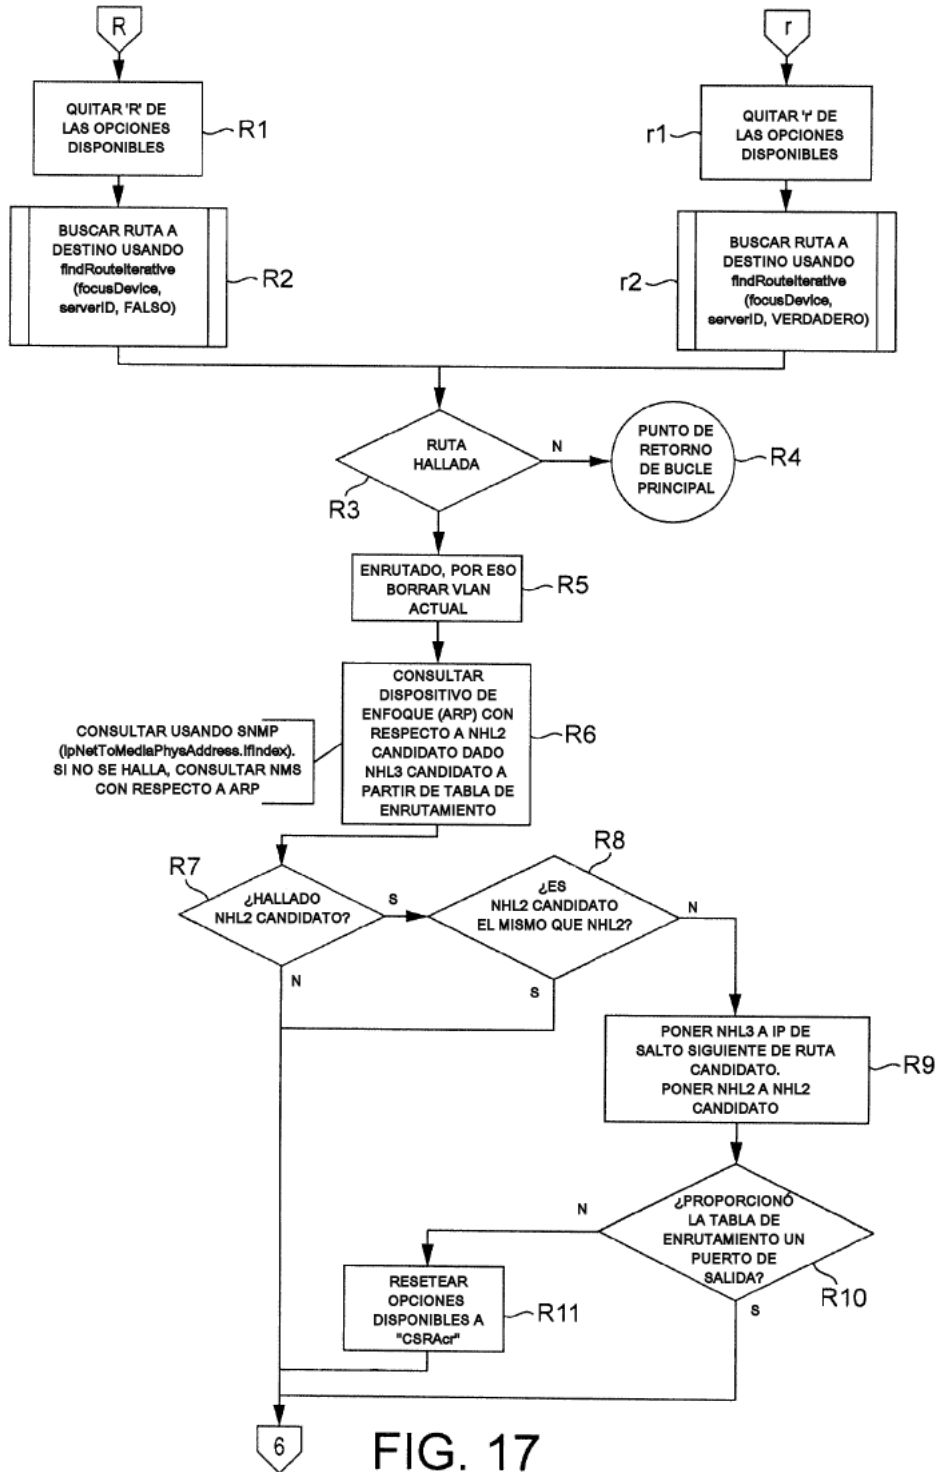 R
QUITAR 'R' DE
LAS OPCIONES
DISPONIBLES
R1
BUSCAR RUTA A
DESTINO USANDO
findRouteIterative
(focusDevice,
serverID, FALSO)
R2
r
QUITAR 'r' DE
LAS OPCIONES
DISPONIBLES
r1
BUSCAR RUTA A
DESTINO USANDO
findRouteIterative
(focusDevice,
serverID, VERDADERO)
r2
RUTA
HALLADA
R3
N
PUNTO DE
RETORNO
DE BUCLE
PRINCIPAL
R4
ENRUTADO, POR ESO
BORRAR VLAN
ACTUAL
R5
CONSULTAR
DISPOSITIVO DE
ENFOQUE (ARP) CON
RESPECTO A NHL2
CANDIDATO DADO
NHL3 CANDIDATO A
PARTIR DE TABLA DE
ENRUTAMIENTO
R6
CONSULTAR USANDO SNMP
(IpNetToMediaPhysAddress.IfIndex).
SI NO SE HALLA, CONSULTAR NMS
CON RESPECTO A ARP
R7
¿HALLADO
NHL2 CANDIDATO?
S
N
R8
¿ES
NHL2 CANDIDATO
EL MISMO QUE NHL2?
N
S
PONER NHL3 A IP DE
SALTO SIGUIENTE DE RUTA
CANDIDATO.
PONER NHL2 A NHL2
CANDIDATO
R9
¿PROPORCIONÓ
LA TABLA DE
ENRUTAMIENTO UN
PUERTO DE
SALIDA?
N
R10
S
RESETEAR
OPCIONES
DISPONIBLES A
"CSRAcr"
R11
6
FIG. 17